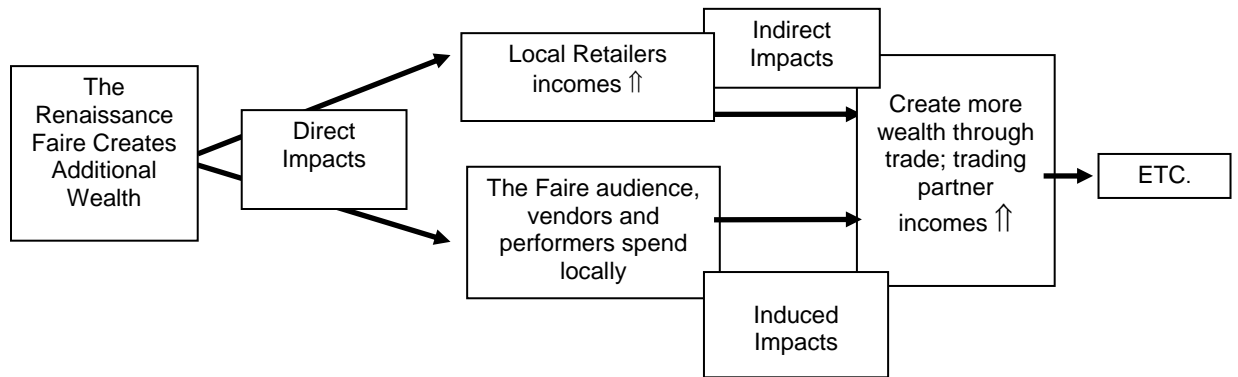 The
Renaissance
Faire Creates
Additional
Wealth
Direct
Impacts
Local Retailers
incomes ⇑
The Faire audience,
vendors and
performers spend
locally
Indirect
Impacts
Induced
Impacts
Create more
wealth through
trade; trading
partner
incomes ⇑
ETC.